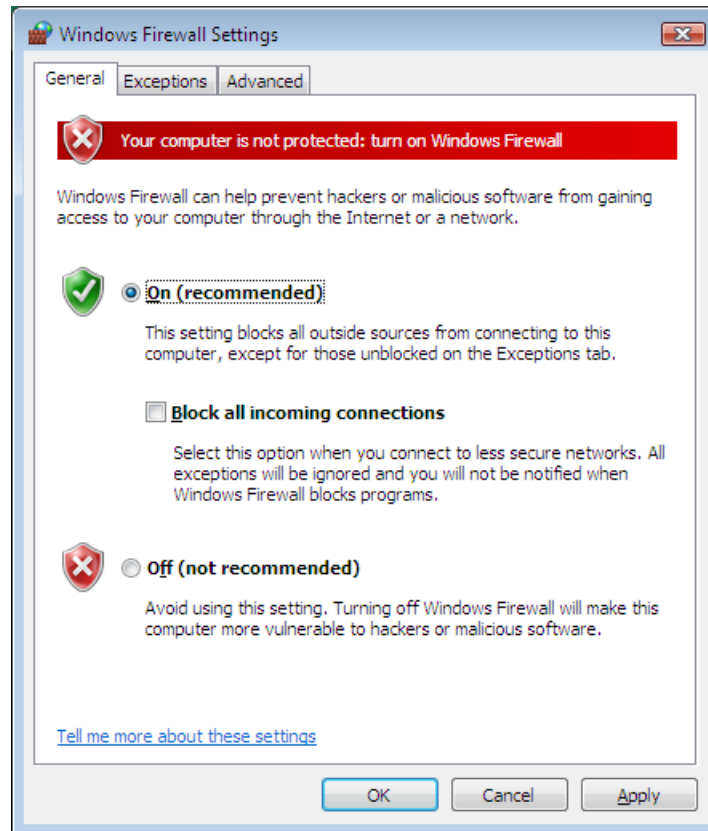 Windows Firewall Settings
General Exceptions Advanced
Your computer is not protected: turn on Windows Firewall
Windows Firewall can help prevent hackers or malicious software from gaining
access to your computer through the Internet or a network.
On (recommended)
This setting blocks all outside sources from connecting to this
computer, except for those unblocked on the Exceptions tab.
Block all incoming connections
Select this option when you connect to less secure networks. All
exceptions will be ignored and you will not be notified when
Windows Firewall blocks programs.
Off (not recommended)
Avoid using this setting. Turning off Windows Firewall will make this
computer more vulnerable to hackers or malicious software.
Tell me more about these settings
OK Cancel Apply